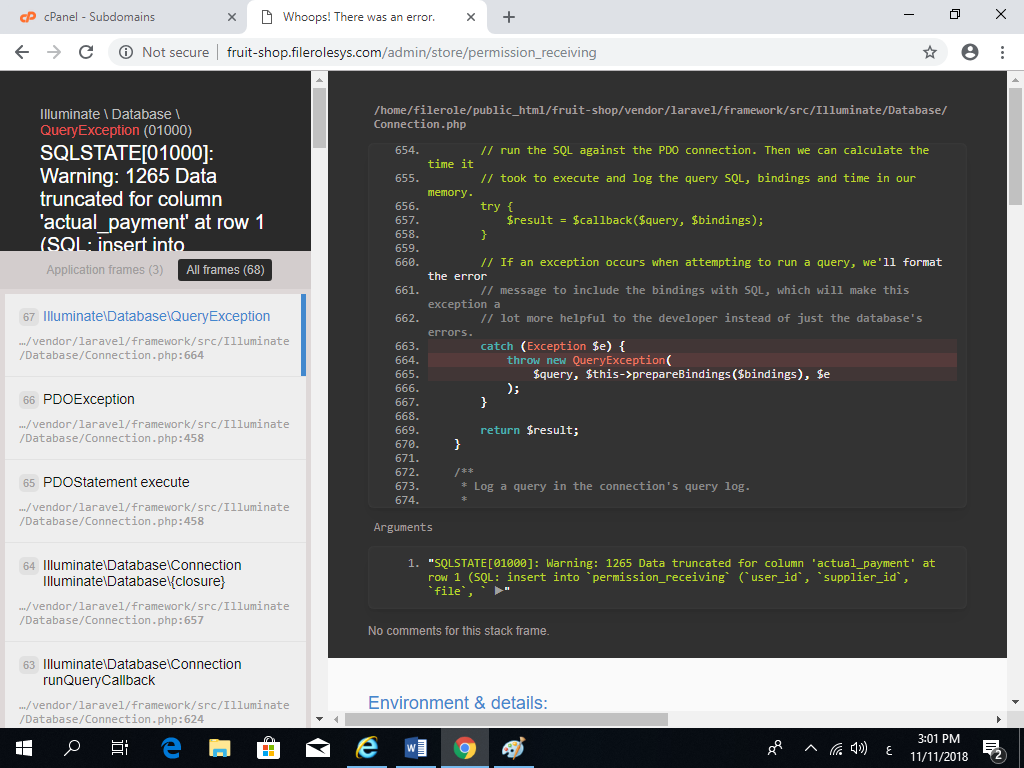 cPanel - Subdomains
Whoops! There was an error.
Not secure
fruit-shop.filerolesys.com/admin/store/permission_receiving
Illuminate \ Database \
QueryException (01000)
SQLSTATE[01000]:
Warning: 1265 Data
truncated for column
'actual_payment' at row 1
(SQL: insert into
Application frames (3)
All frames (68)
67 Illuminate\Database\QueryException
…/vendor/laravel/framework/src/Illuminate
/Database/Connection.php:664
66 PDOException
…/vendor/laravel/framework/src/Illuminate
/Database/Connection.php:458
65 PDOStatement execute
…/vendor/laravel/framework/src/Illuminate
/Database/Connection.php:458
64 Illuminate\Database\Connection
Illuminate\Database\{closure}
…/vendor/laravel/framework/src/Illuminate
/Database/Connection.php:657
63 Illuminate\Database\Connection
runQueryCallback
…/vendor/laravel/framework/src/Illuminate
/Database/Connection.php:624
/home/filerole/public_html/fruit-shop/vendor/laravel/framework/src/Illuminate/Database/
Connection.php
654. // run the SQL against the PDO connection. Then we can calculate the
time it
655. // took to execute and log the query SQL, bindings and time in our
memory.
656. try {
657. $result = $callback($query, $bindings);
658. }
659.
660. // If an exception occurs when attempting to run a query, we'll format
the error
661. // message to include the bindings with SQL, which will make this
exception a
662. // lot more helpful to the developer instead of just the database's
errors.
663. catch (Exception $e) {
664. throw new QueryException(
665. $query, $this->prepareBindings($bindings), $e
666. );
667. }
668.
669. return $result;
670. }
671.
672. /**
673. * Log a query in the connection's query log.
674. *
Arguments
1. "SQLSTATE[01000]: Warning: 1265 Data truncated for column 'actual_payment' at
row 1 (SQL: insert into `permission_receiving` (`user_id`, `supplier_id`,
`file`, ` ▶"
No comments for this stack frame.
Environment & details:
ع
3:01 PM
11/11/2018
2